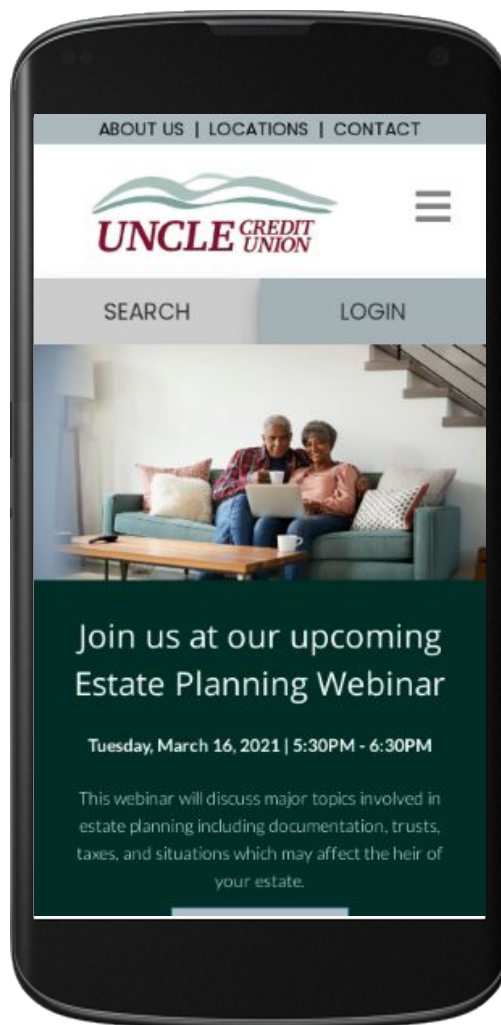 ABOUT US | LOCATIONS | CONTACT
UNCLE CREDIT UNION
SEARCH
LOGIN
Join us at our upcoming
Estate Planning Webinar
Tuesday, March 16, 2021 | 5:30PM - 6:30PM
This webinar will discuss major topics involved in
estate planning including documentation, trusts,
taxes, and situations which may affect the heir of
your estate.